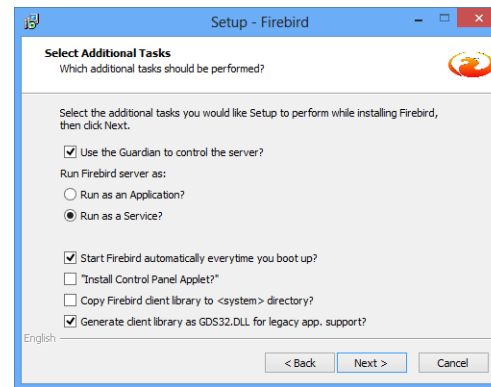 Setup - Firebird
Select Additional Tasks
Which additional tasks should be performed?
Select the additional tasks you would like Setup to perform while installing Firebird,
then click Next.
Use the Guardian to control the server?
Run Firebird server as:
Run as an Application?
Run as a Service?
Start Firebird automatically everytime you boot up?
"Install Control Panel Applet?"
Copy Firebird client library to <system> directory?
Generate client library as GDS32.DLL for legacy app. support?
English
< Back
Next >
Cancel